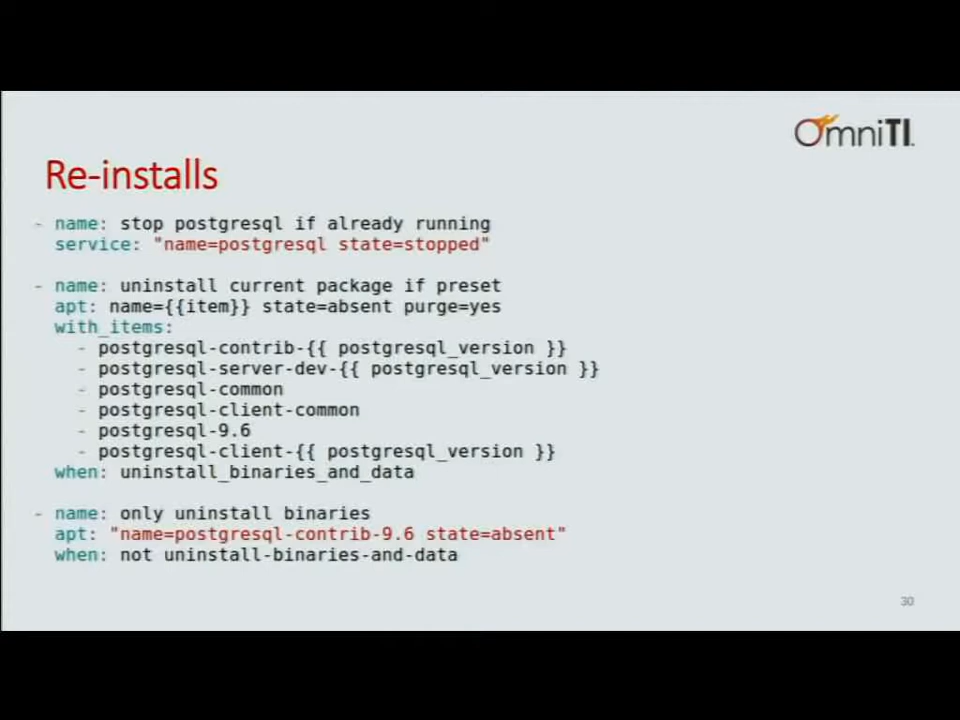 OmniTI.
Re-installs
- name: stop postgresql if already running
service: "name=postgresql state=stopped"
- name: uninstall current package if preset
apt: name={{item}} state=absent purge=yes
with_items:
- postgresql-contrib-{{ postgresql_version }}
- postgresql-server-dev-{{ postgresql_version }}
- postgresql-common
- postgresql-client-common
- postgresql-9.6
- postgresql-client-{{ postgresql_version }}
when: uninstall_binaries_and_data
- name: only uninstall binaries
apt: "name=postgresql-contrib-9.6 state=absent"
when: not uninstall-binaries-and-data
30